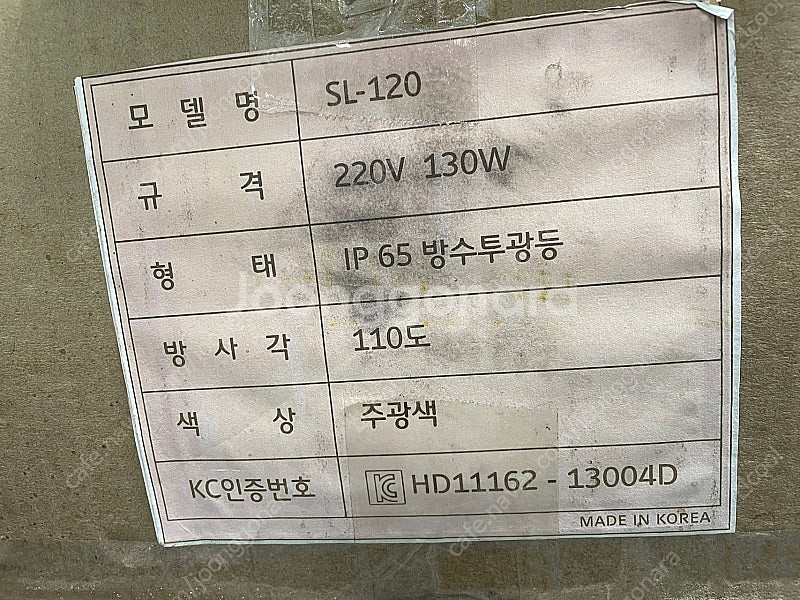 모델명 SL-120
규격 220V 130W
형태 IP 65 방수투광등
방사각 110도
색상 주광색
KC인증번호 KC HD11162 - 13004D
MADE IN KOREA
Joonggonara